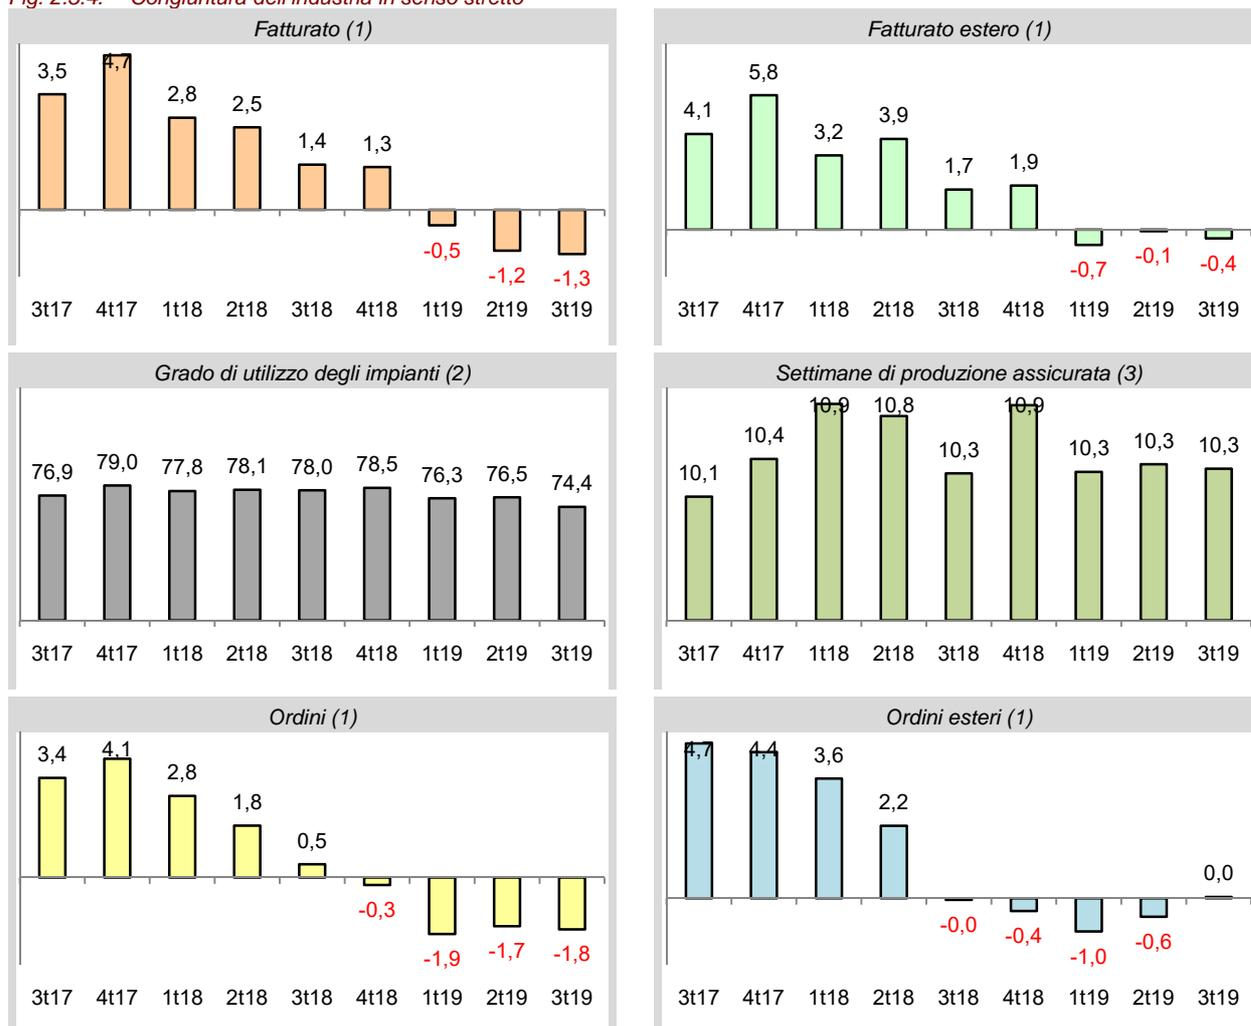 Fig. 2.3.4. Congiuntura dell'industria in senso stretto
Fatturato (1)
3,5 4,7 2,8 2,5 1,4 1,3 -0,5 -1,2 -1,3
3t17 4t17 1t18 2t18 3t18 4t18 1t19 2t19 3t19
Fatturato estero (1)
4,1 5,8 3,2 3,9 1,7 1,9 -0,7 -0,1 -0,4
3t17 4t17 1t18 2t18 3t18 4t18 1t19 2t19 3t19
Grado di utilizzo degli impianti (2)
76,9 79,0 77,8 78,1 78,0 78,5 76,3 76,5 74,4
3t17 4t17 1t18 2t18 3t18 4t18 1t19 2t19 3t19
Settimane di produzione assicurata (3)
10,1 10,4 10,9 10,8 10,3 10,9 10,3 10,3 10,3
3t17 4t17 1t18 2t18 3t18 4t18 1t19 2t19 3t19
Ordini (1)
3,4 4,1 2,8 1,8 0,5 -0,3 -1,9 -1,7 -1,8
3t17 4t17 1t18 2t18 3t18 4t18 1t19 2t19 3t19
Ordini esteri (1)
4,7 4,4 3,6 2,2 -0,0 -0,4 -1,0 -0,6 0,0
3t17 4t17 1t18 2t18 3t18 4t18 1t19 2t19 3t19